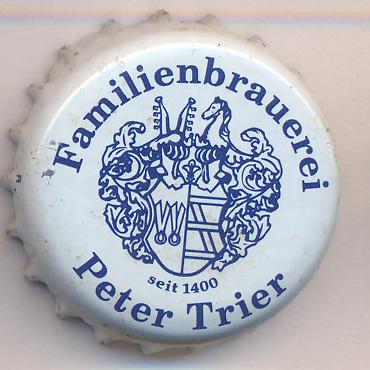 Familienbrauerei
seit 1400
Peter Trier